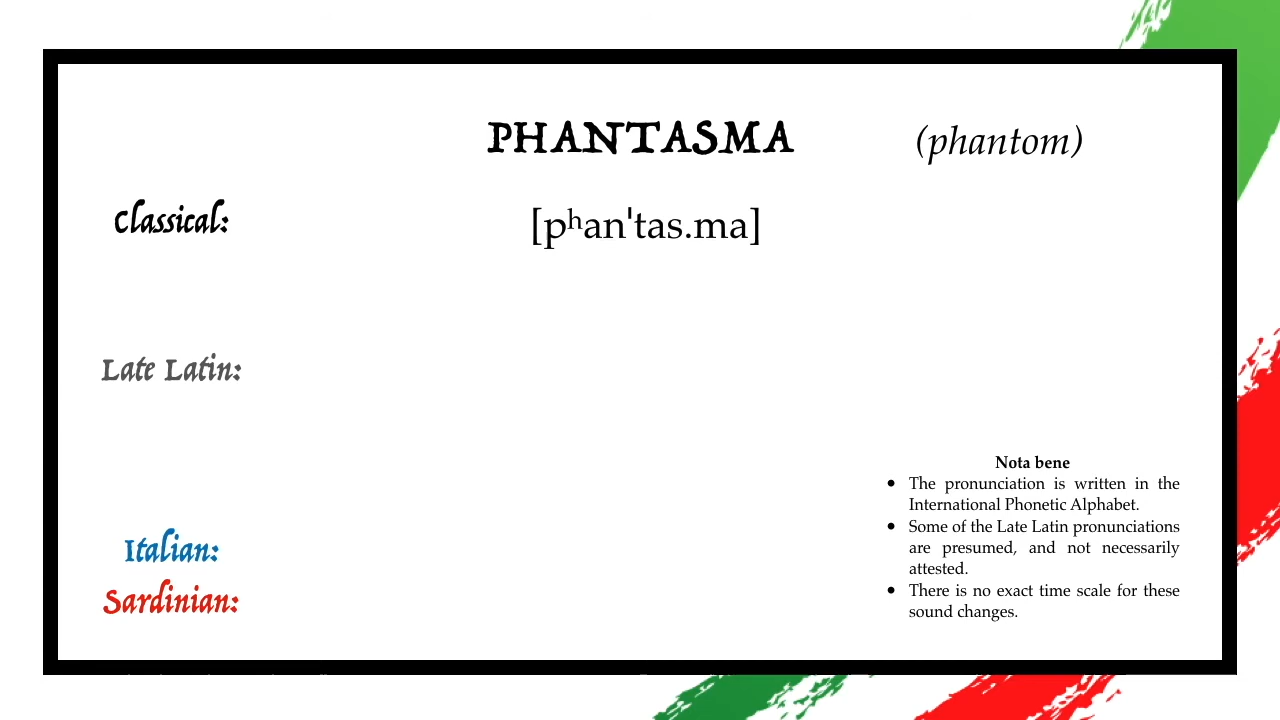 PHANTASMA (phantom)
Classical: [pʰanˈtas.ma]
Late Latin:
Nota bene
• The pronunciation is written in the
International Phonetic Alphabet.
• Some of the Late Latin pronunciations
are presumed, and not necessarily
attested.
• There is no exact time scale for these
sound changes.
Italian:
Sardinian: